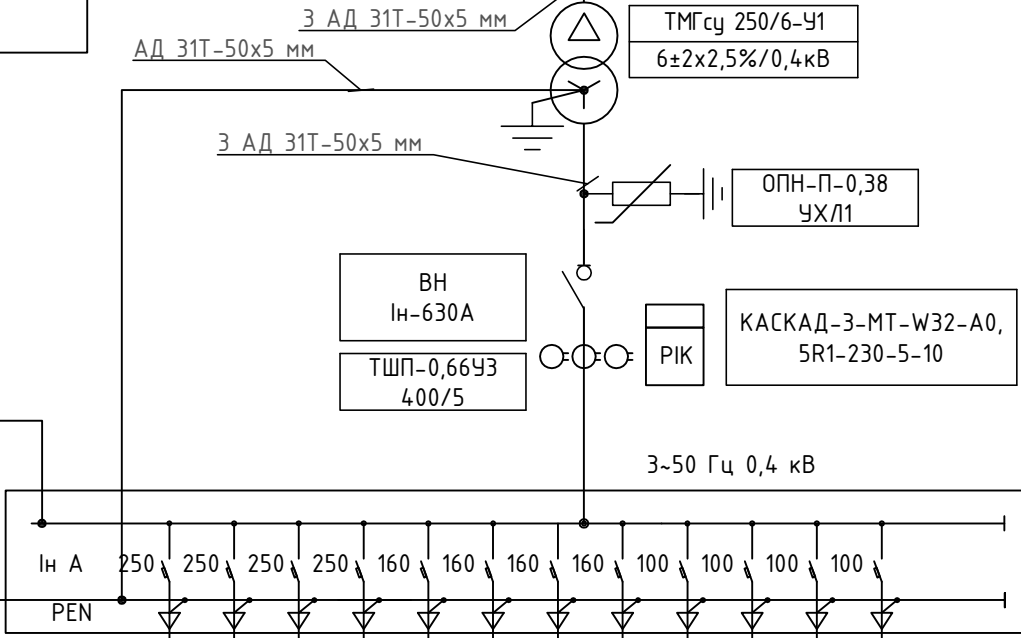 3 АД 31Т-50х5 мм
ТМГсу 250/6-У1
АД 31Т-50х5 мм
6±2х2,5%/0,4кВ
3 АД 31Т-50х5 мм
ОПН-П-0,38
УХЛ1
ВН
Ін-630А
КАСКАД-3-МТ-W32-А0,
5R1-230-5-10
РІК
ТШП-0,66У3
400/5
3~50 Гц 0,4 кВ
Ін А 250 250 250 250 160 160 160 160 100 100 100 100
PEN